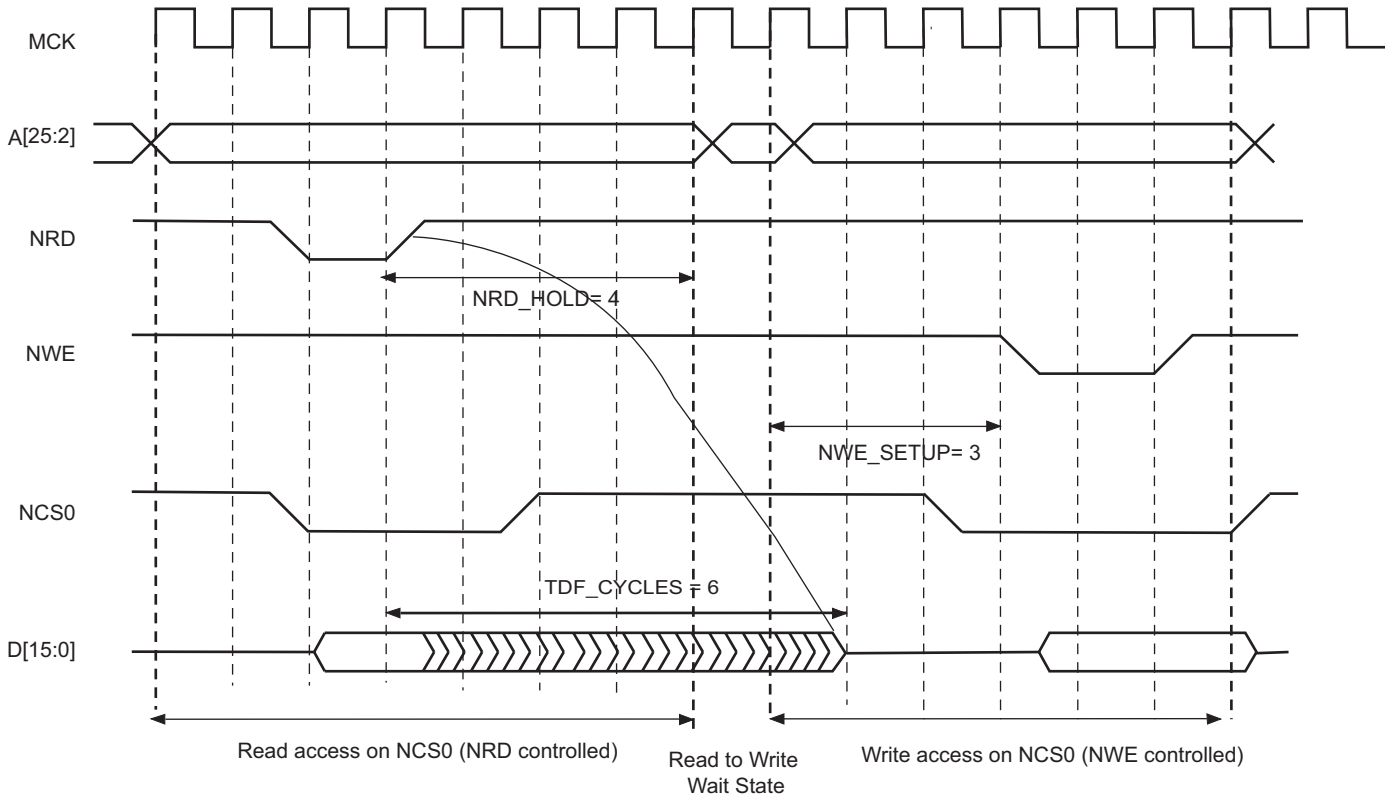 MCK
A[25:2]
NRD
NRD_HOLD= 4
NWE
NWE_SETUP= 3
NCS0
TDF_CYCLES = 6
D[15:0]
Read access on NCS0 (NRD controlled)
Read to Write
Wait State
Write access on NCS0 (NWE controlled)